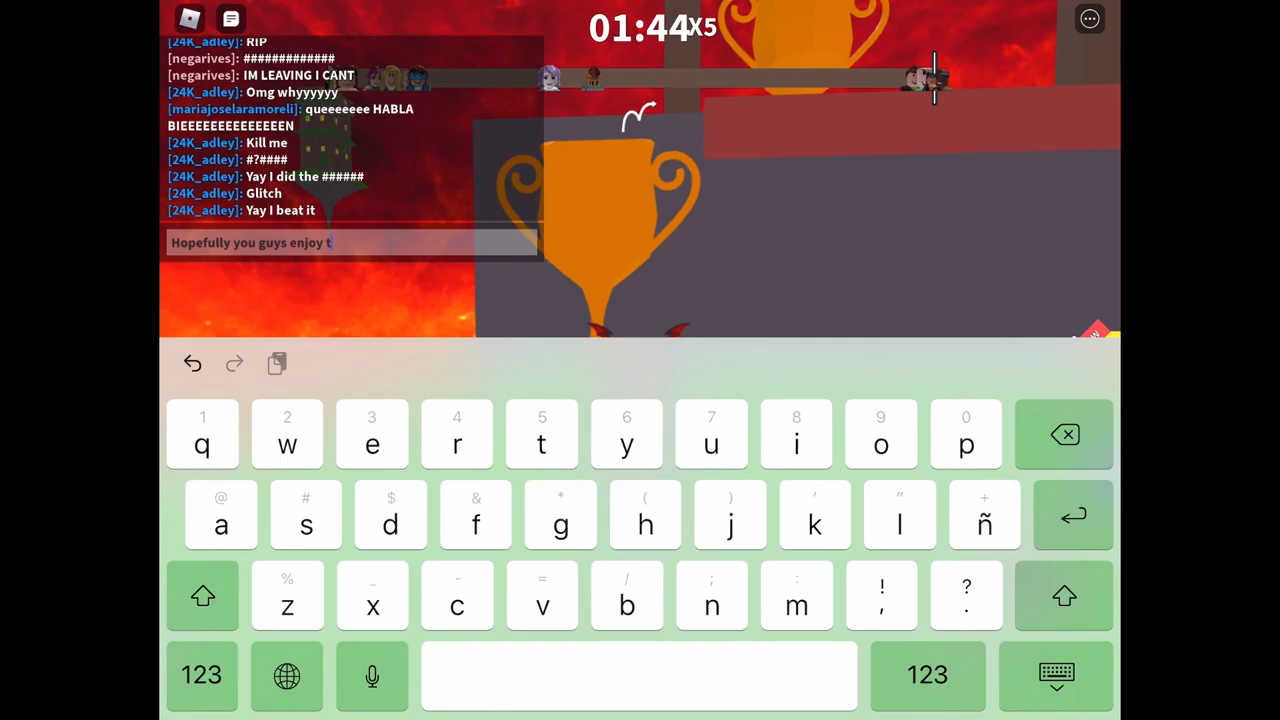 01:44 X5
[24K_adley]: RIP
[negarives]: #############
[negarives]: IM LEAVING I CANT
[24K_adley]: Omg whyyyyyy
[mariajoselaramoreli]: queeeeeee HABLA
BIEEEEEEEEEEEEEEN
[24K_adley]: Kill me
[24K_adley]: #?####
[24K_adley]: Yay I did the ######
[24K_adley]: Glitch
[24K_adley]: Yay I beat it
Hopefully you guys enjoy t
1 2 3 4 5 6 7 8 9 0
q w e r t y u i o p
@ # $ & * ( ) ' " +
a s d f g h j k l ñ
% _ - = / ; : ! ?
z x c v b n m , .
123 123